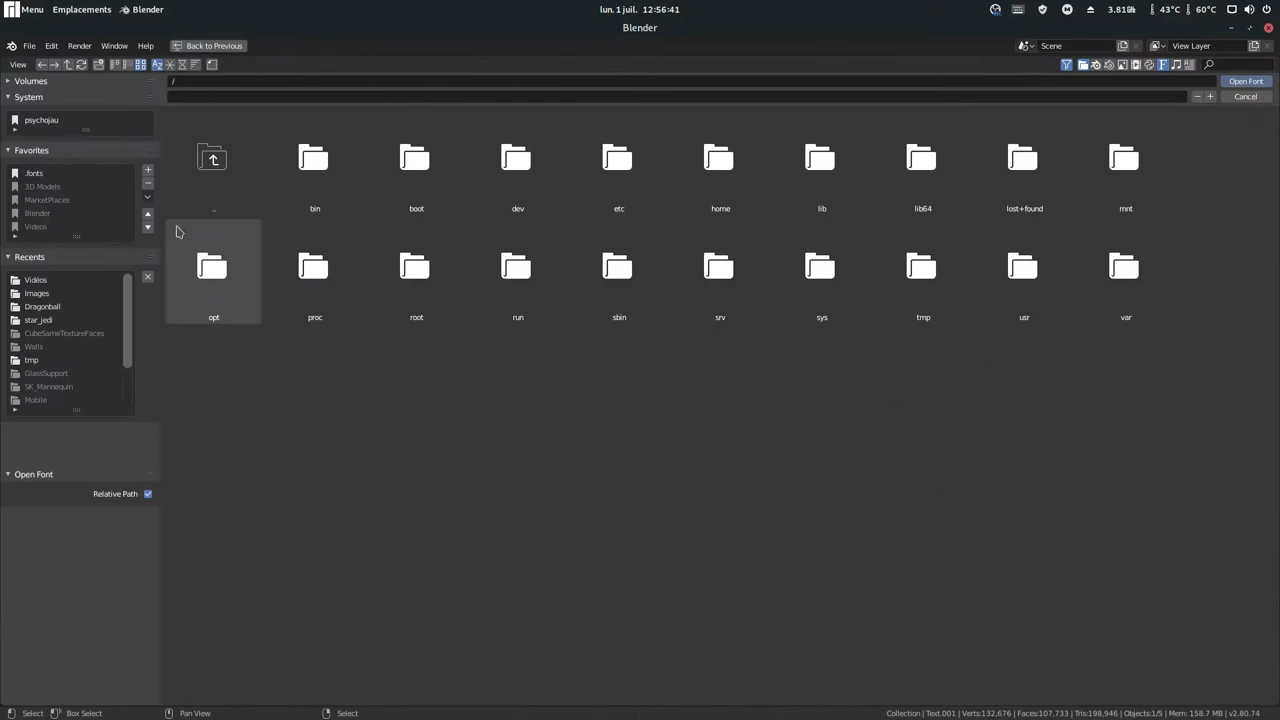 Menu Emplacements Blender
lun. 1 juil. 12:56:41
43°C 60°C
Blender
File Edit Render Window Help Back to Previous
Scene
View Layer
View
Volumes
/
Open Font
System
Cancel
psychojau
Favorites
.fonts
3D Models
MarketPlaces
Blender
Videos
..
bin
boot
dev
etc
home
lib
lib64
lost+found
mnt
Recents
Vidéos
Images
Dragonball
star_jedi
CubeSameTextureFaces
Walls
tmp
GlassSupport
SK_Mannequin
Mobile
opt
proc
root
run
sbin
srv
sys
tmp
usr
var
Open Font
Relative Path
Select Box Select Pan View Select
Collection | Text.001 | Verts:132,676 | Faces:107,733 | Tris:198,946 | Objects:1/5 | Mem: 158.7 MB | v2.80.74